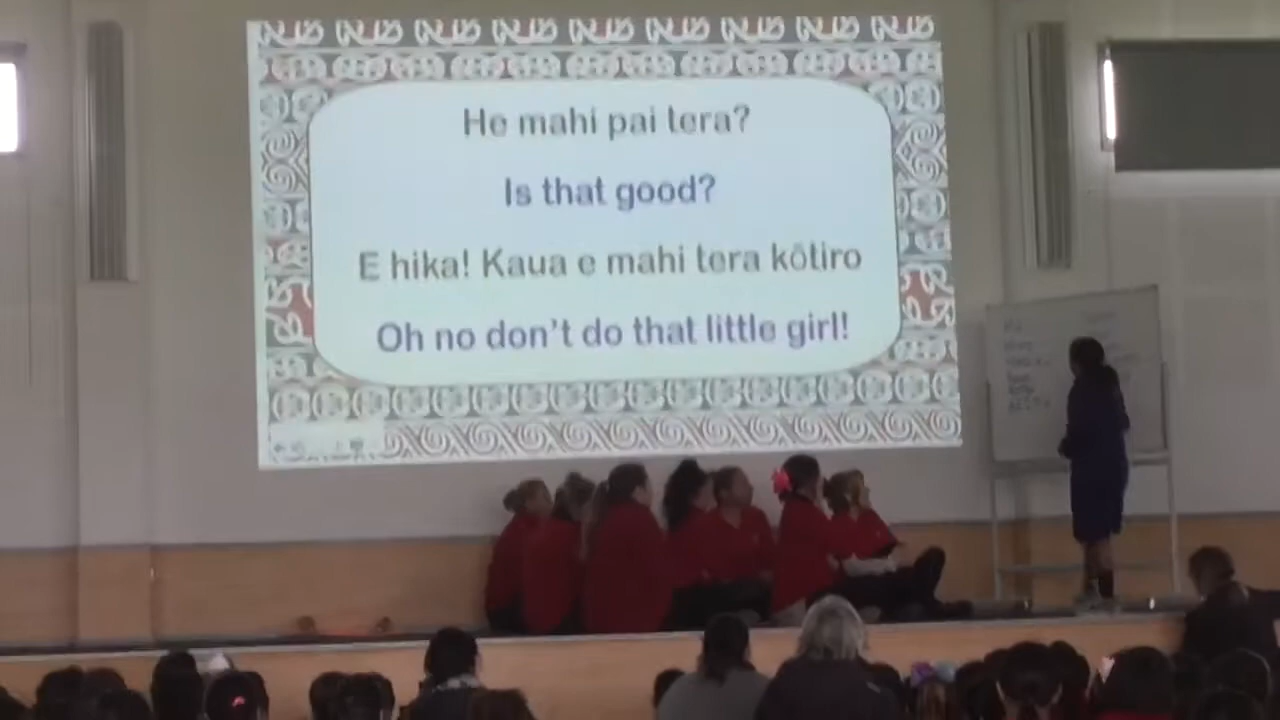 He mahi pai tera?
Is that good?
E hika! Kaua e mahi tera kōtiro
Oh no don't do that little girl!